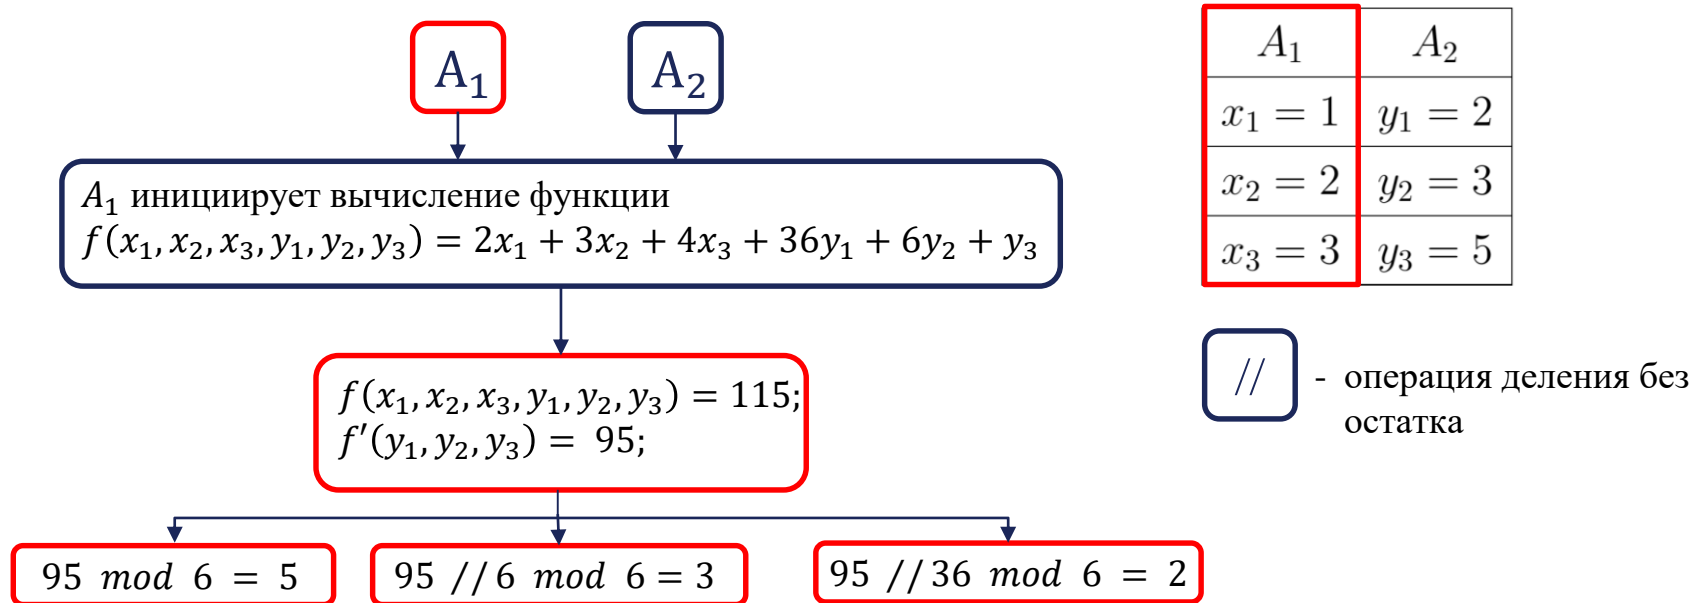 A₁ A₂
A₁ инициирует вычисление функции
f(x₁, x₂, x₃, y₁, y₂, y₃) = 2x₁ + 3x₂ + 4x₃ + 36y₁ + 6y₂ + y₃
f(x₁, x₂, x₃, y₁, y₂, y₃) = 115;
f′(y₁, y₂, y₃) = 95;
95 mod 6 = 5
95 //6 mod 6 = 3
95 //36 mod 6 = 2
A₁ A₂
x₁ = 1 y₁ = 2
x₂ = 2 y₂ = 3
x₃ = 3 y₃ = 5
// - операция деления без
остатка